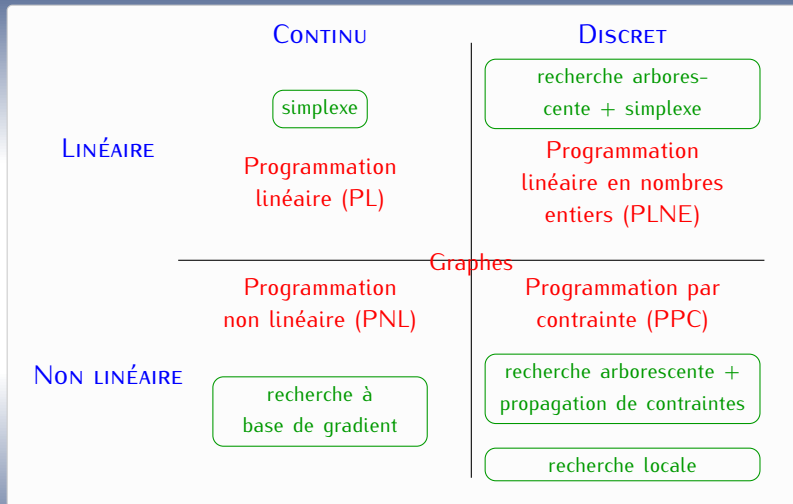 CONTINU
DISCRET
LINÉAIRE
simplexe
Programmation
linéaire (PL)
recherche arbores-
cente + simplexe
Programmation
linéaire en nombres
entiers (PLNE)
Graphes
NON LINÉAIRE
Programmation
non linéaire (PNL)
recherche à
base de gradient
Programmation par
contrainte (PPC)
recherche arborescente +
propagation de contraintes
recherche locale